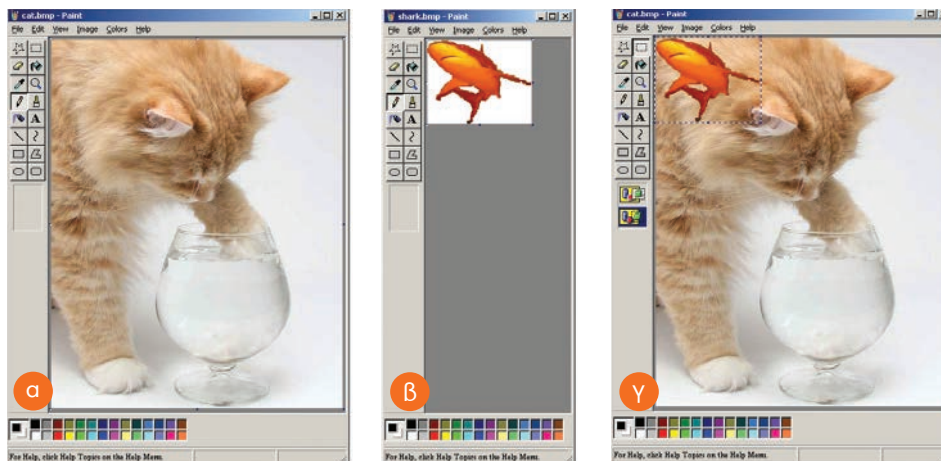 cat.bmp - Paint
File Edit View Image Colors Help
A
α
For Help, click Help Topics on the Help Menu.
shark.bmp - Paint
File Edit View Image Colors Help
A
β
For Help, click Help Topics on the Help Menu.
cat.bmp - Paint
File Edit View Image Colors Help
A
γ
For Help, click Help Topics on the Help Menu.